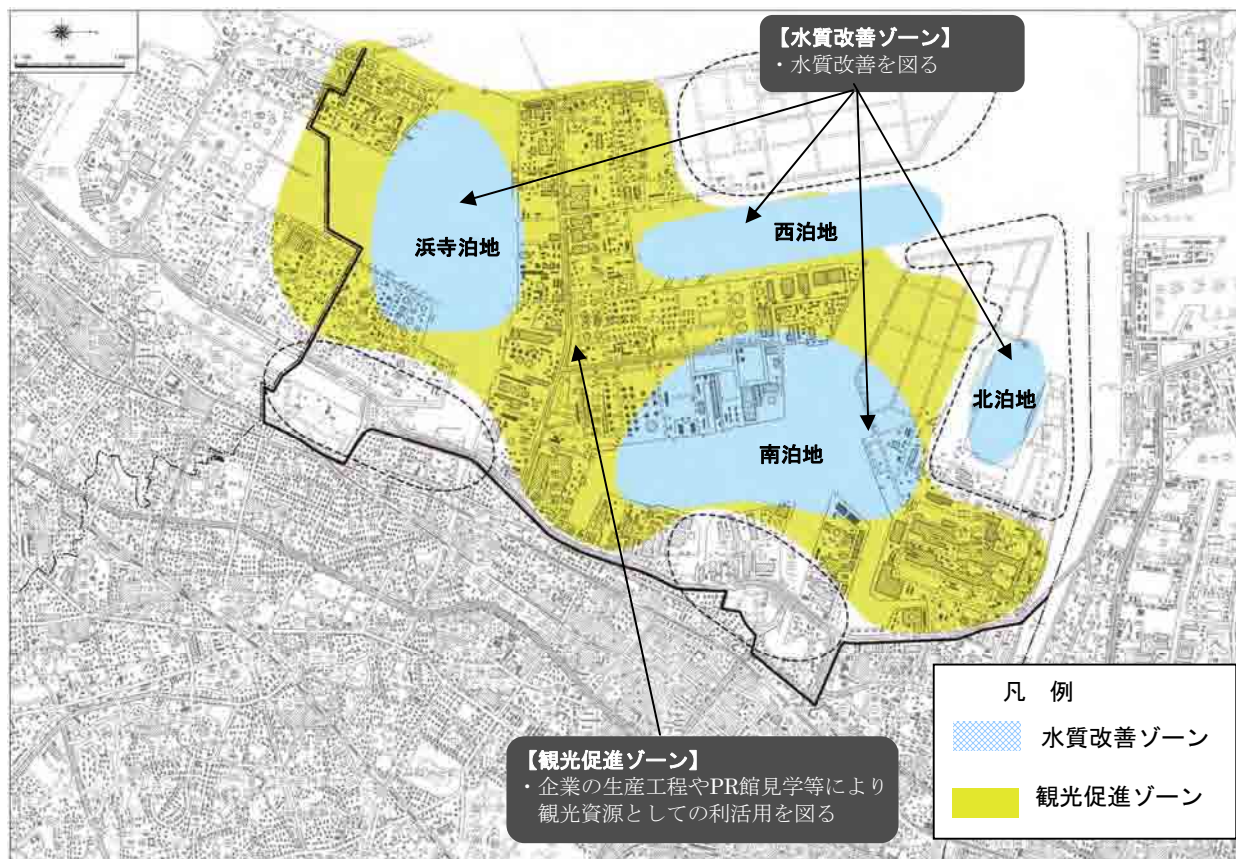 【水質改善ゾーン】
・水質改善を図る
浜寺泊地
西泊地
北泊地
南泊地
【観光促進ゾーン】
・企業の生産工程やPR館見学等により
観光資源としての利活用を図る
凡 例
水質改善ゾーン
観光促進ゾーン